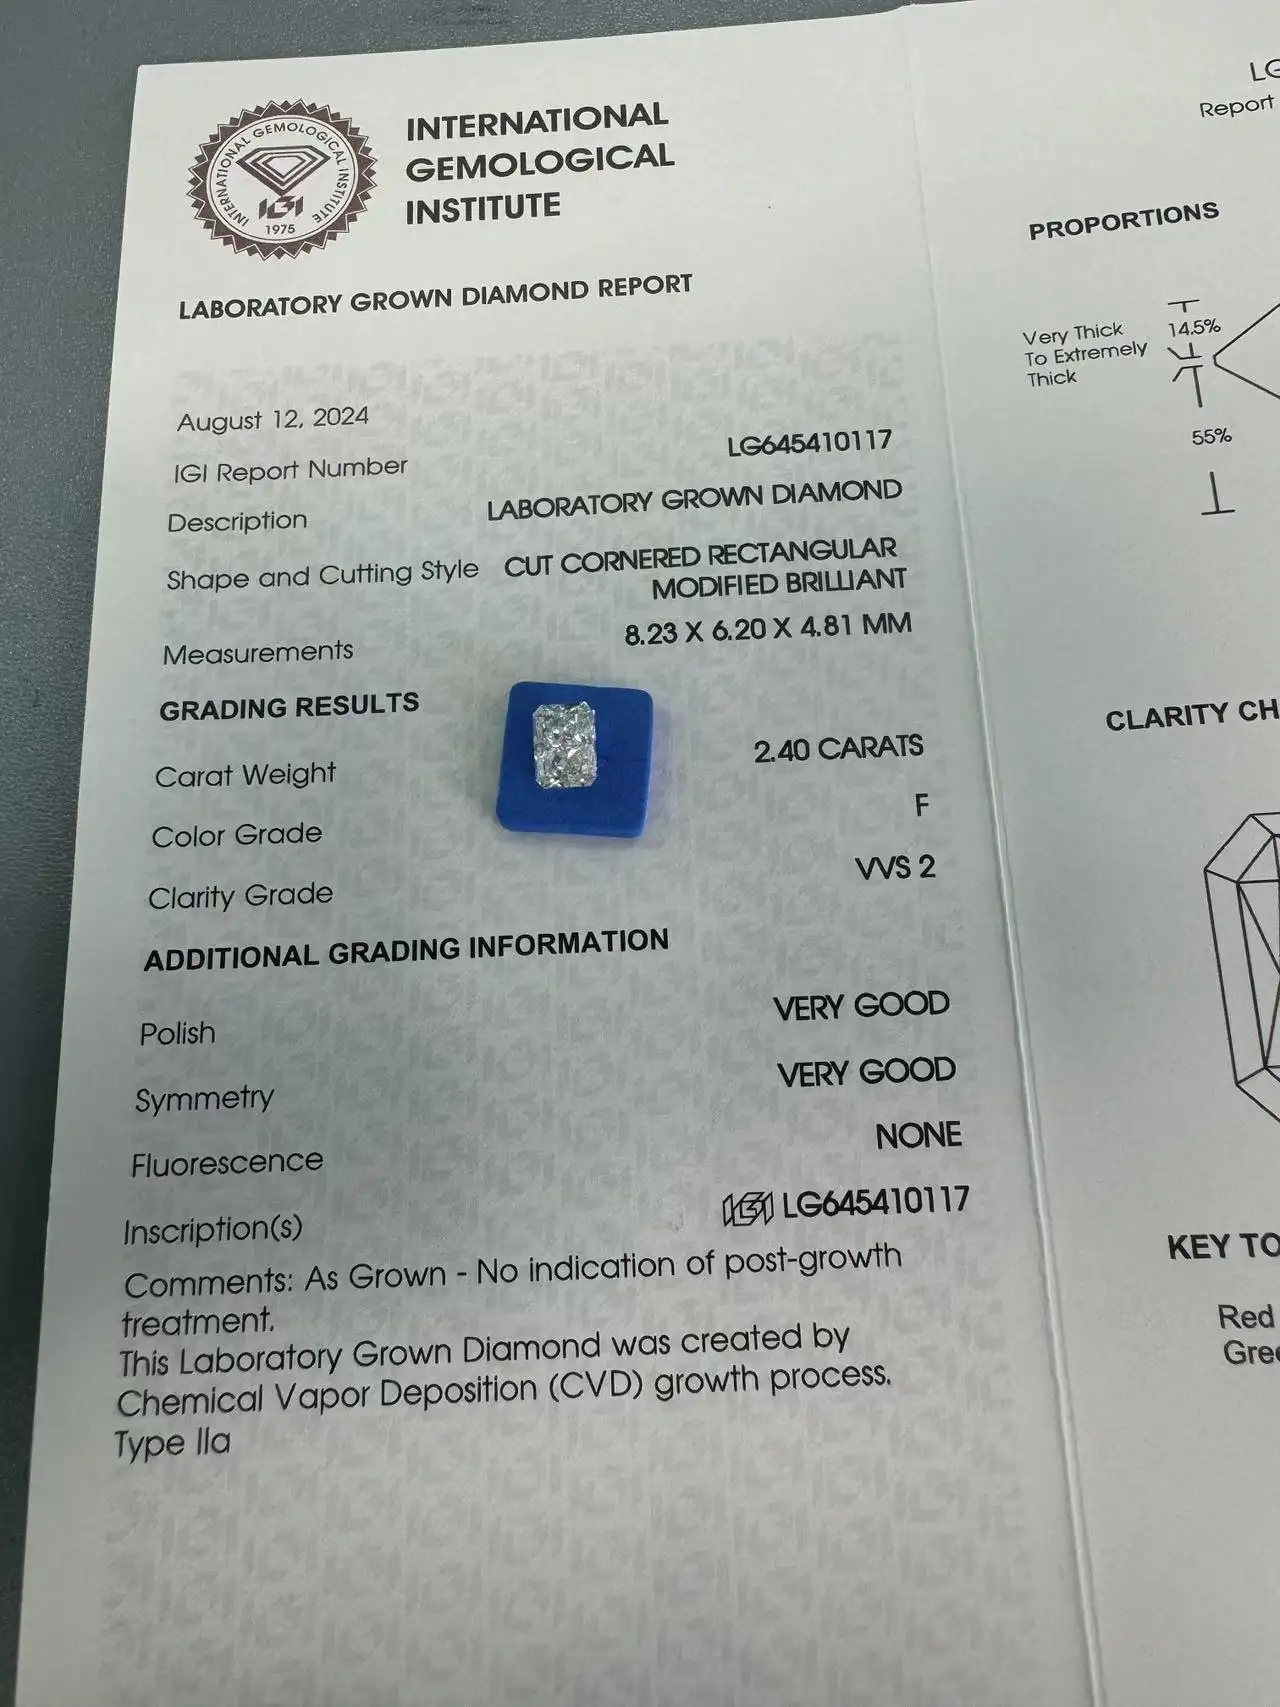 INTERNATIONAL GEMOLOGICAL INSTITUTE
IGI
1975
INTERNATIONAL
GEMOLOGICAL
INSTITUTE
LABORATORY GROWN DIAMOND REPORT
August 12, 2024
IGI Report Number LG645410117
Description LABORATORY GROWN DIAMOND
Shape and Cutting Style CUT CORNERED RECTANGULAR
MODIFIED BRILLIANT
Measurements 8.23 X 6.20 X 4.81 MM
GRADING RESULTS
Carat Weight 2.40 CARATS
Color Grade F
Clarity Grade VVS 2
ADDITIONAL GRADING INFORMATION
Polish VERY GOOD
Symmetry VERY GOOD
Fluorescence NONE
Inscription(s) IGI LG645410117
Comments: As Grown - No indication of post-growth
treatment.
This Laboratory Grown Diamond was created by
Chemical Vapor Deposition (CVD) growth process.
Type IIa
LG
Report
PROPORTIONS
Very Thick
To Extremely
Thick
14.5%
55%
CLARITY CH
KEY TO
Red
Gree